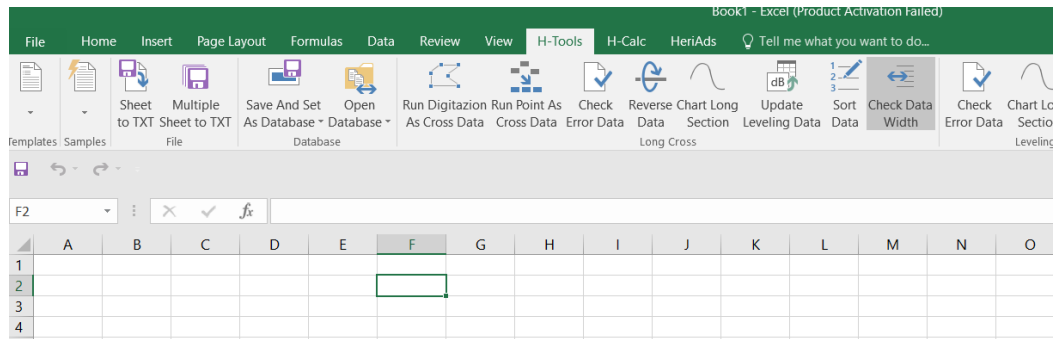 Book1 - Excel (Product Activation Failed)
File Home Insert Page Layout Formulas Data Review View H-Tools H-Calc HeriAds Tell me what you want to do...
Sheet to TXT
Multiple Sheet to TXT
Save And Set As Database
Open Database
Run Digitazion As Cross Data
Run Point As Cross Data
Check Error Data
Reverse Data
Chart Long Section
dB
Update Leveling Data
1
2
3
Sort Data
Check Data Width
Check Error Data
Chart Lo
Sectio
Templates Samples File Database Long Cross Leveling
F2 fx
A B C D E F G H I J K L M N O
1
2
3
4